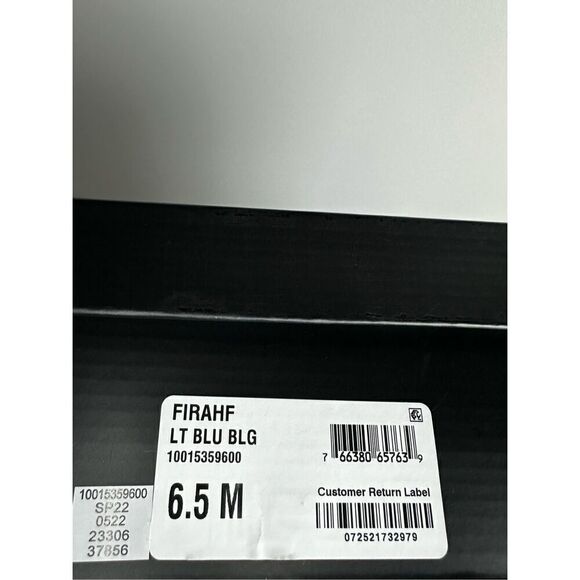 FIRAHF
LT BLU BLG
10015359600
6.5 M
7 66380 65763 9
Customer Return Label
072521732979
10015359600
SP22
0522
23306
37856